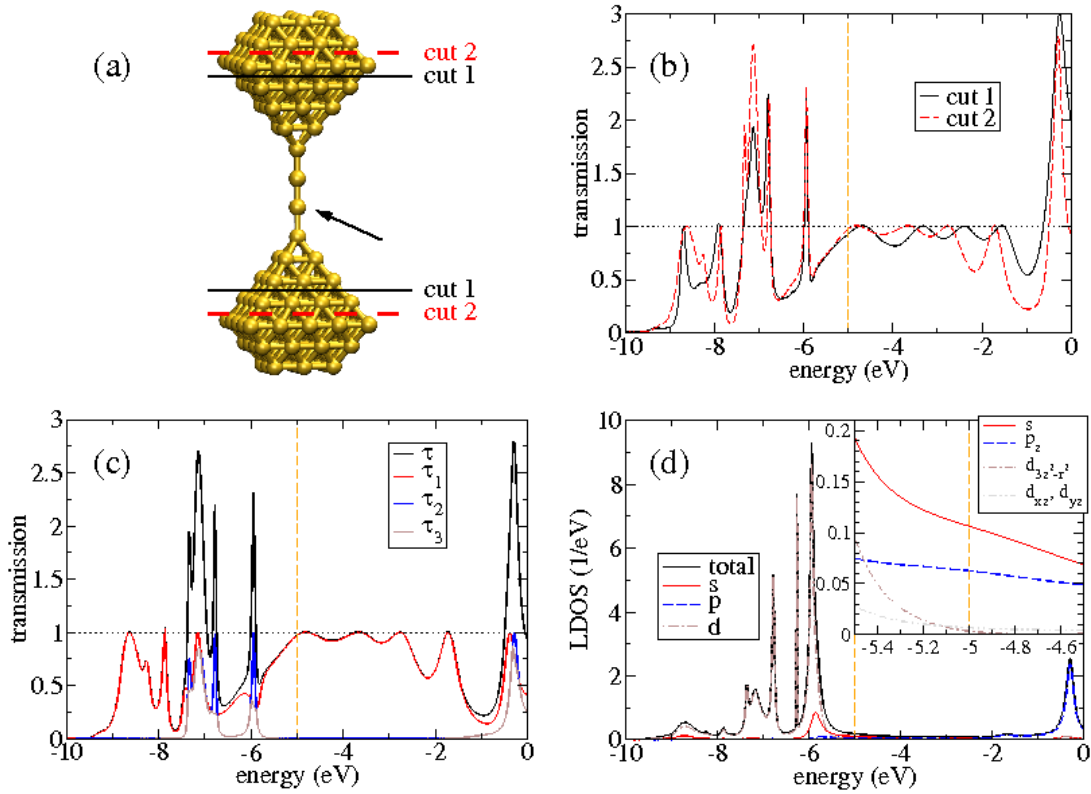 (a)
cut 2
cut 1
cut 1
cut 2
(b)
cut 1
cut 2
transmission
3
2.5
2
1.5
1
0.5
0
-10 -8 -6 -4 -2 0
energy (eV)
(c)
τ
τ1
τ2
τ3
transmission
3
2.5
2
1.5
1
0.5
0
-10 -8 -6 -4 -2 0
energy (eV)
(d)
total
s
p
d
LDOS (1/eV)
10
8
6
4
2
0
-10 -8 -6 -4 -2 0
energy (eV)
s
pz
d3z²-r²
dxz, dyz
0.2
0.15
0.1
0.05
0
-5.4 -5.2 -5 -4.8 -4.6